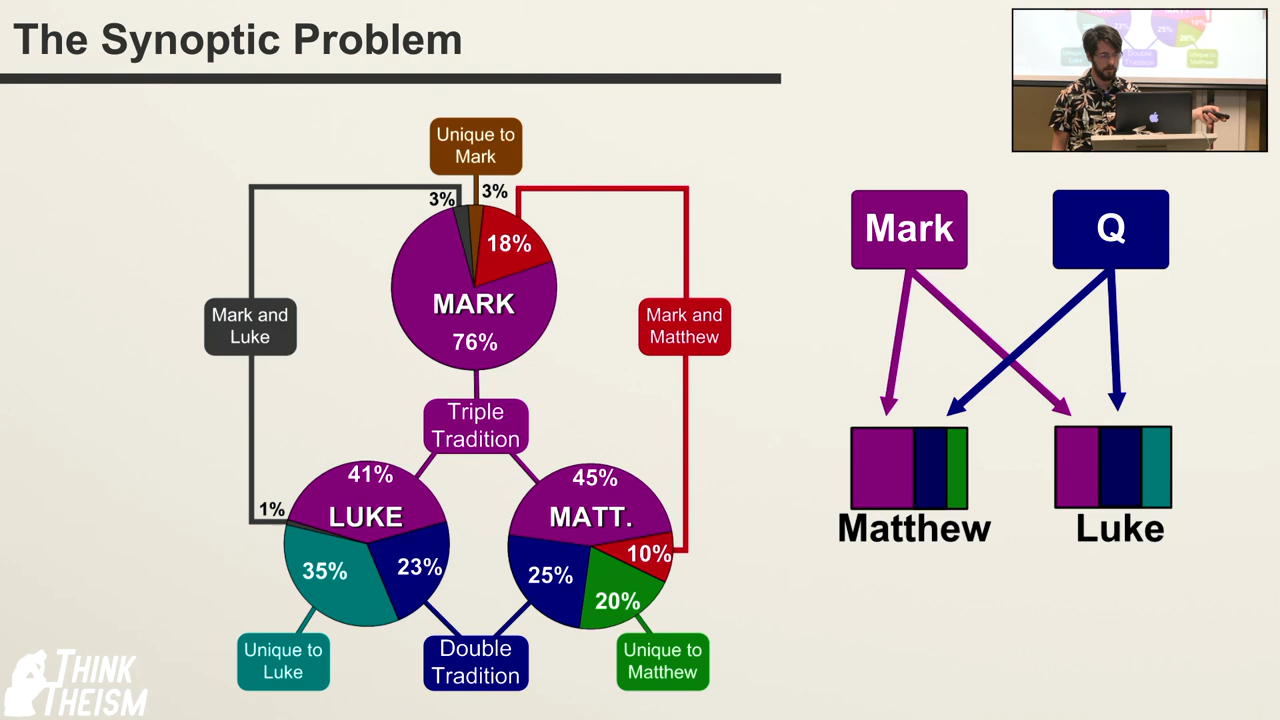 The Synoptic Problem
Unique to
Mark
3%
3%
18%
MARK
76%
Mark and
Luke
Mark and
Matthew
Triple
Tradition
41%
LUKE
1%
35%
23%
45%
MATT.
10%
25%
20%
Unique to
Luke
Double
Tradition
Unique to
Matthew
Mark
Q
Matthew
Luke
THINK
THEISM